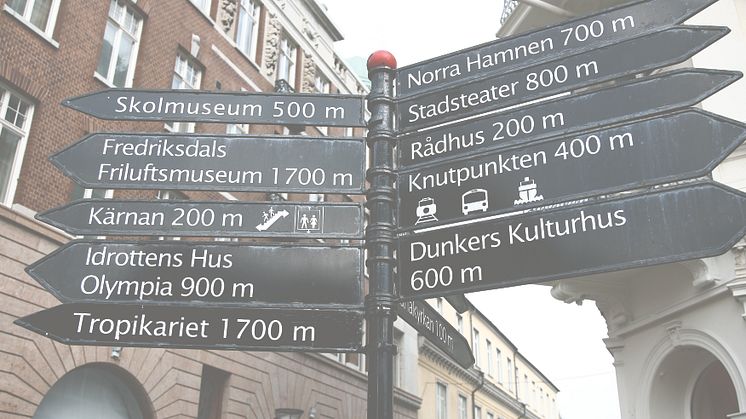 Skolmuseum 500 m
Fredriksdals
Friluftsmuseum 1700 m
Kärnan 200 m
Idrottens Hus
Olympia 900 m
Tropikariet 1700 m
Norra Hamnen 700 m
Stadsteater 800 m
Rådhus 200 m
Knutpunkten 400 m
Dunkers Kulturhus
600 m
100 m